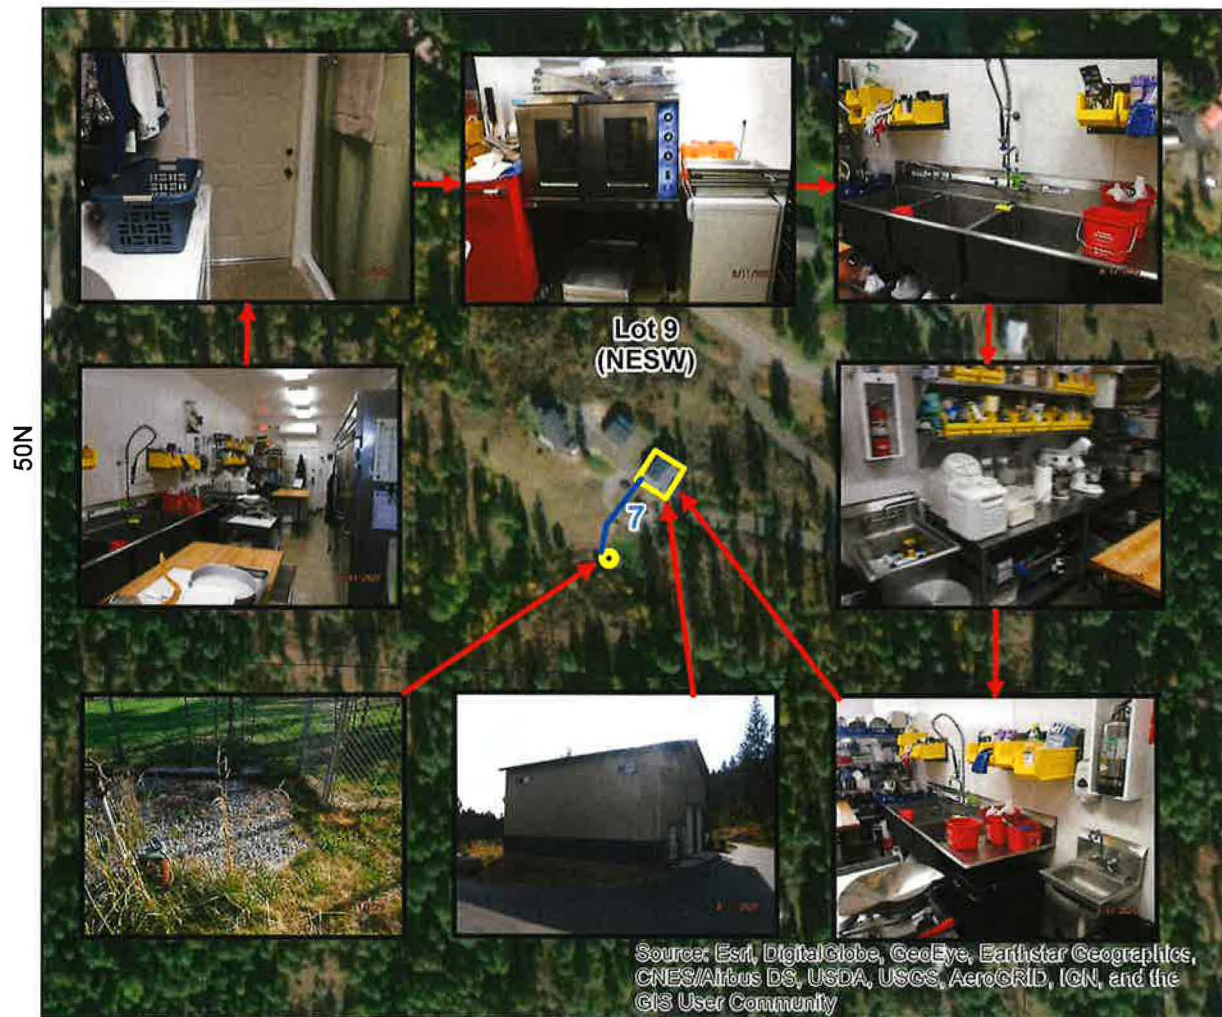 Lot 9
(NESW)
50N
7
Source: Esri, DigitalGlobe, GeoEye, Earthstar Geographics,
CNES/Airbus DS, USDA, USGS, AeroGRID, IGN, and the
GIS User Community